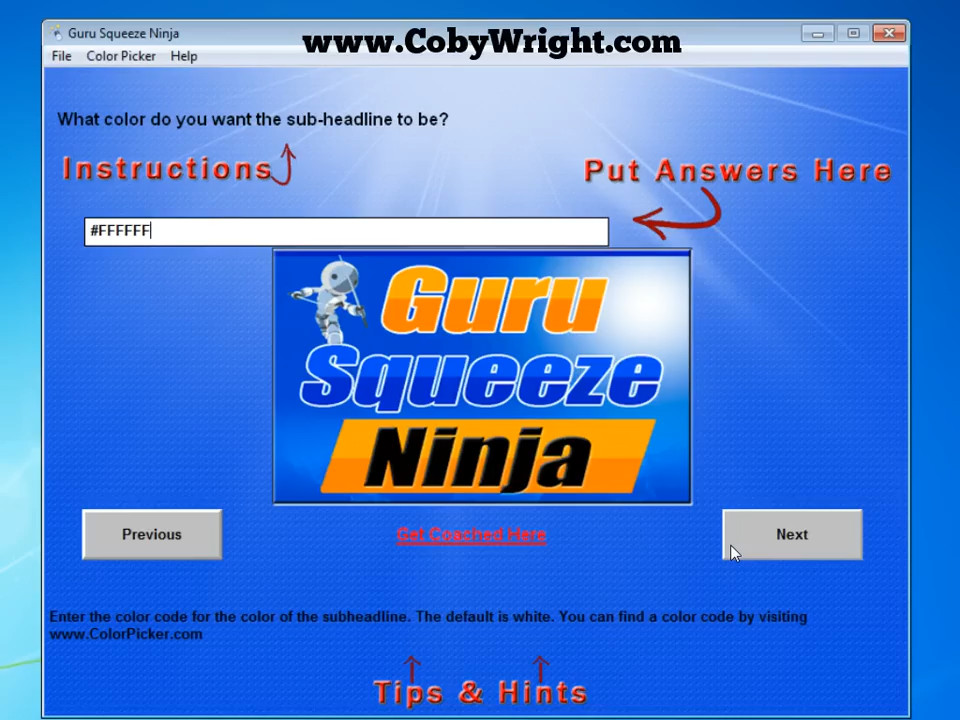 Guru Squeeze Ninja
www.CobyWright.com
File Color Picker Help
What color do you want the sub-headline to be?
Instructions
Put Answers Here
#FFFFFF
Guru
Squeeze
Ninja
Previous
Get Coached Here
Next
Enter the color code for the color of the subheadline. The default is white. You can find a color code by visiting
www.ColorPicker.com
Tips & Hints